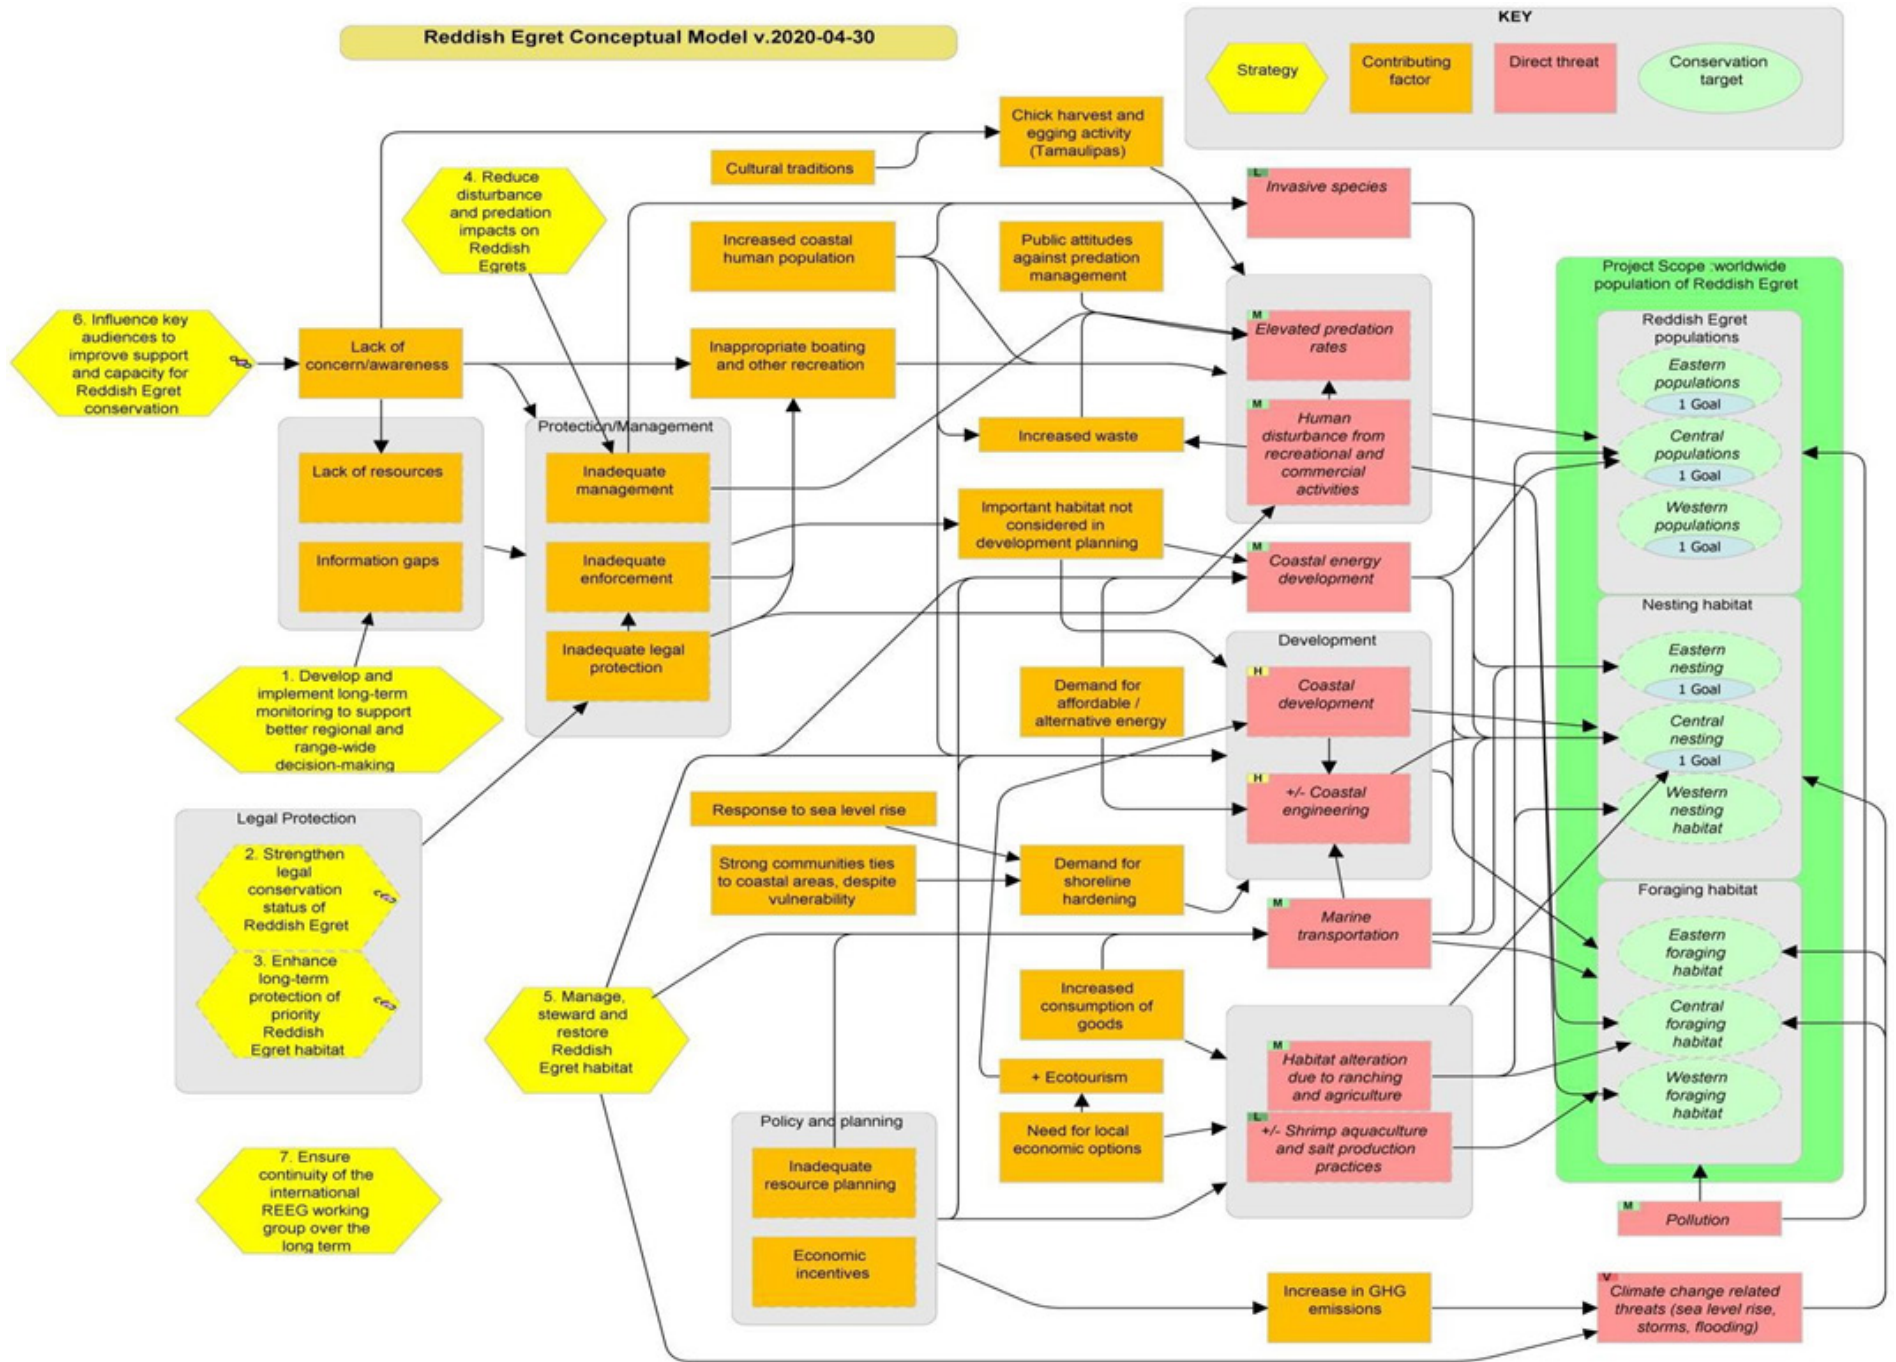 Reddish Egret Conceptual Model v.2020-04-30
KEY
Strategy
Contributing
factor
Direct threat
Conservation
target
Chick harvest and
egging activity
(Tamaulipas)
Cultural traditions
4. Reduce
disturbance
and predation
impacts on
Reddish
Egrets
L
Invasive species
Increased coastal
human population
Public attitudes
against predation
management
Project Scope :worldwide
population of Reddish Egret
6. Influence key
audiences to
improve support
and capacity for
Reddish Egret
conservation
Lack of
concern/awareness
Inappropriate boating
and other recreation
M
Elevated predation
rates
M
Human
disturbance from
recreational and
commercial
activities
Reddish Egret
populations
Eastern
populations
1 Goal
Central
populations
1 Goal
Western
populations
1 Goal
Protection/Management
Increased waste
Lack of resources
Information gaps
Inadequate
management
Inadequate
enforcement
Inadequate legal
protection
Important habitat not
considered in
development planning
M
Coastal energy
development
1. Develop and
implement long-term
monitoring to support
better regional and
range-wide
decision-making
Demand for
affordable /
alternative energy
Development
H
Coastal
development
H
+/- Coastal
engineering
Nesting habitat
Eastern
nesting
1 Goal
Central
nesting
1 Goal
Western
nesting
habitat
Legal Protection
2. Strengthen
legal
conservation
status of
Reddish Egret
3. Enhance
long-term
protection of
priority
Reddish
Egret habitat
Response to sea level rise
Strong communities ties
to coastal areas, despite
vulnerability
Demand for
shoreline
hardening
M
Marine
transportation
Foraging habitat
Eastern
foraging
habitat
Central
foraging
habitat
Western
foraging
habitat
5. Manage,
steward and
restore
Reddish
Egret habitat
Increased
consumption of
goods
+ Ecotourism
Need for local
economic options
M
Habitat alteration
due to ranching
and agriculture
L
+/- Shrimp aquaculture
and salt production
practices
7. Ensure
continuity of the
international
REEG working
group over the
long term
Policy and planning
Inadequate
resource planning
Economic
incentives
M
Pollution
Increase in GHG
emissions
V
Climate change related
threats (sea level rise,
storms, flooding)